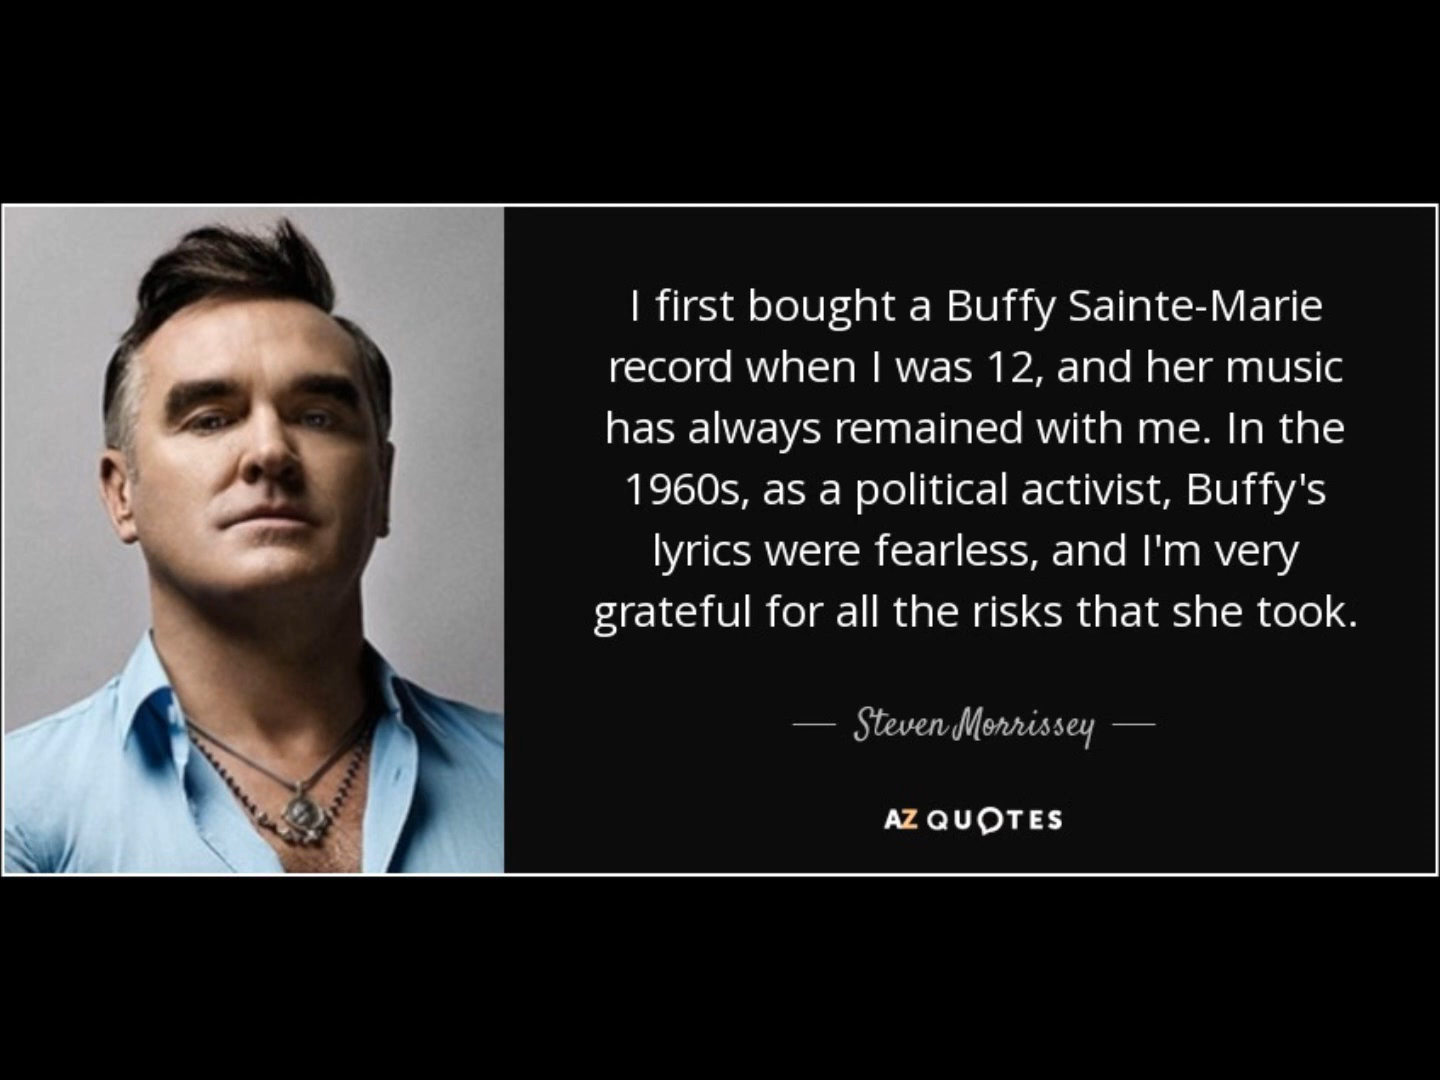 I first bought a Buffy Sainte-Marie
record when I was 12, and her music
has always remained with me. In the
1960s, as a political activist, Buffy's
lyrics were fearless, and I'm very
grateful for all the risks that she took.
Steven Morrissey
AZ QUOTES